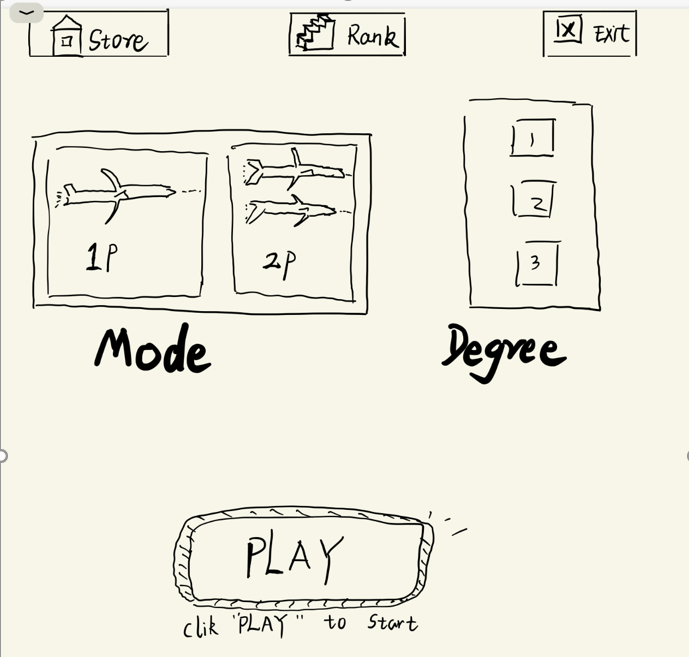 Store
Rank
Exit
1P
2P
1
2
3
Mode
Degree
PLAY
clik "PLAY" to Start